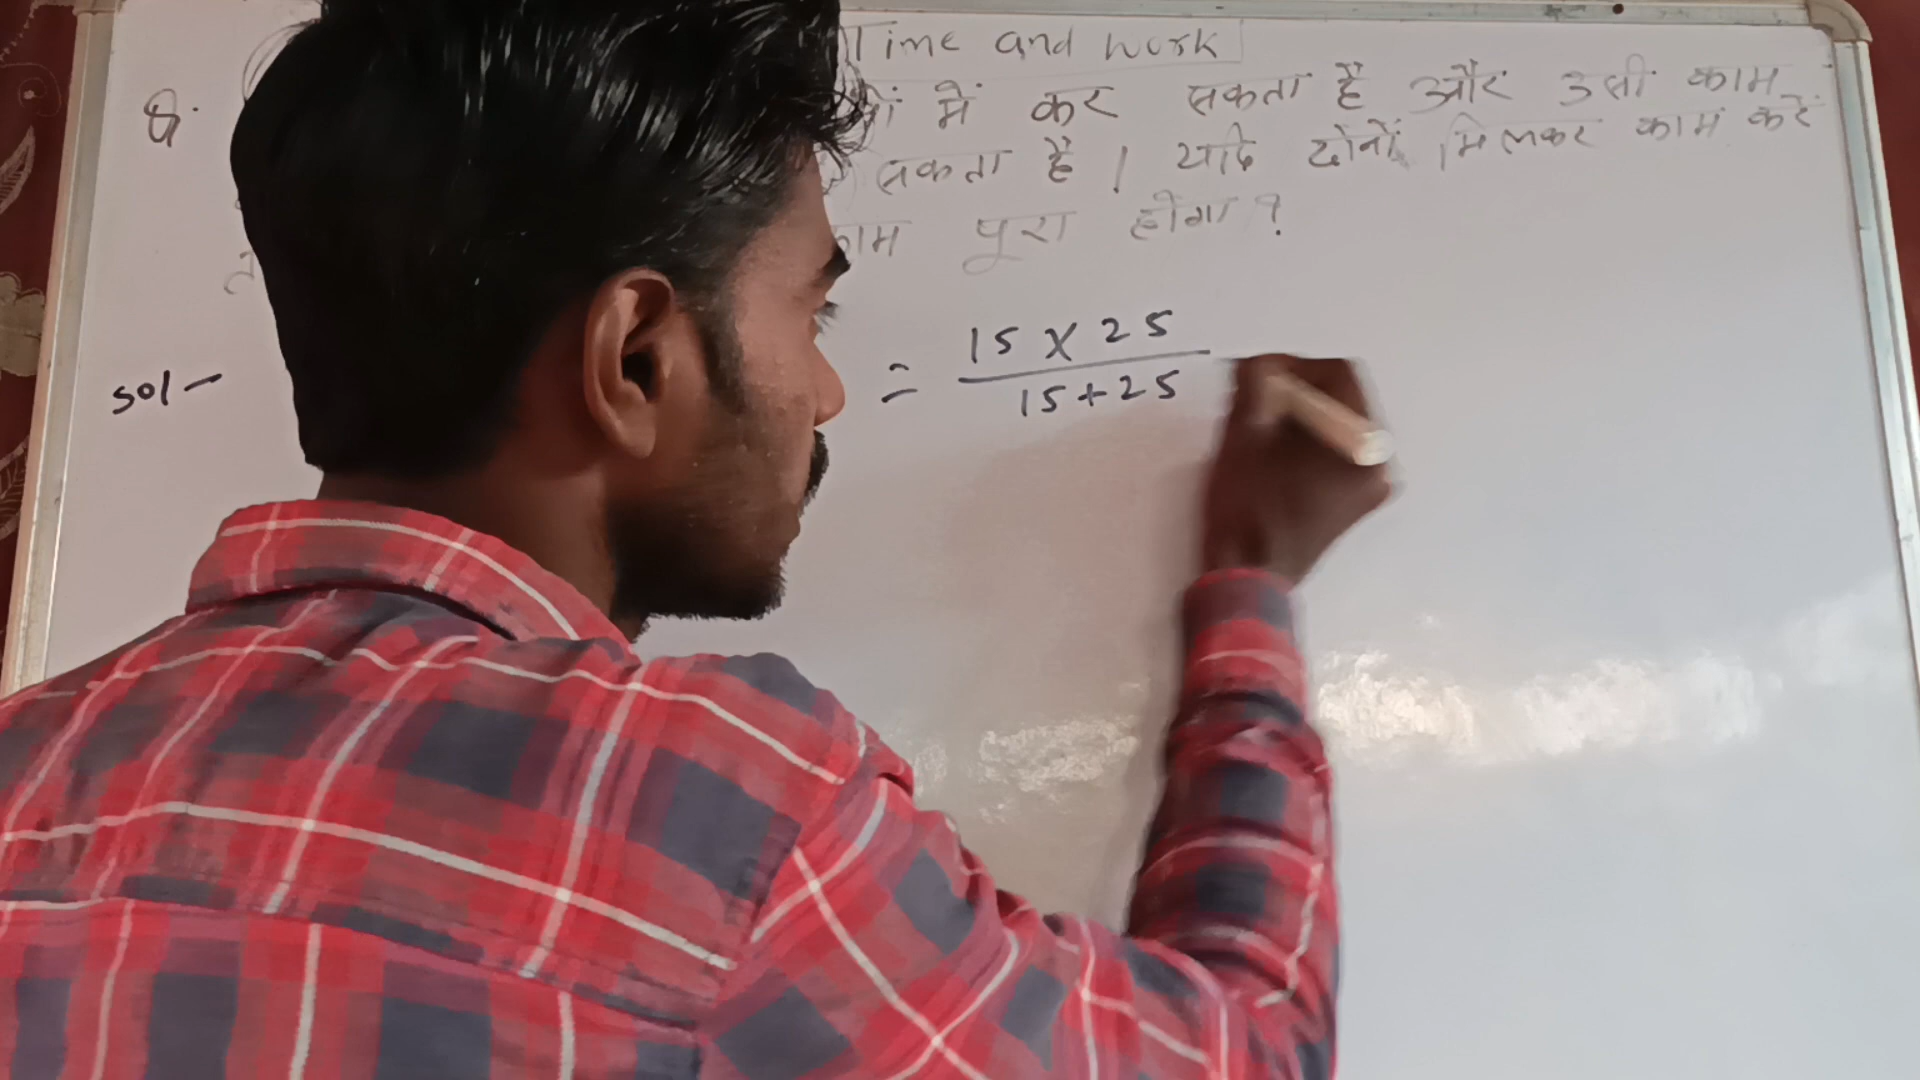 Time and work
Q. में कर सकता है और उसी काम
सकता है । यदि दोनों मिलकर काम करें
काम पूरा होगा ?
sol - = 15 x 25
15+25